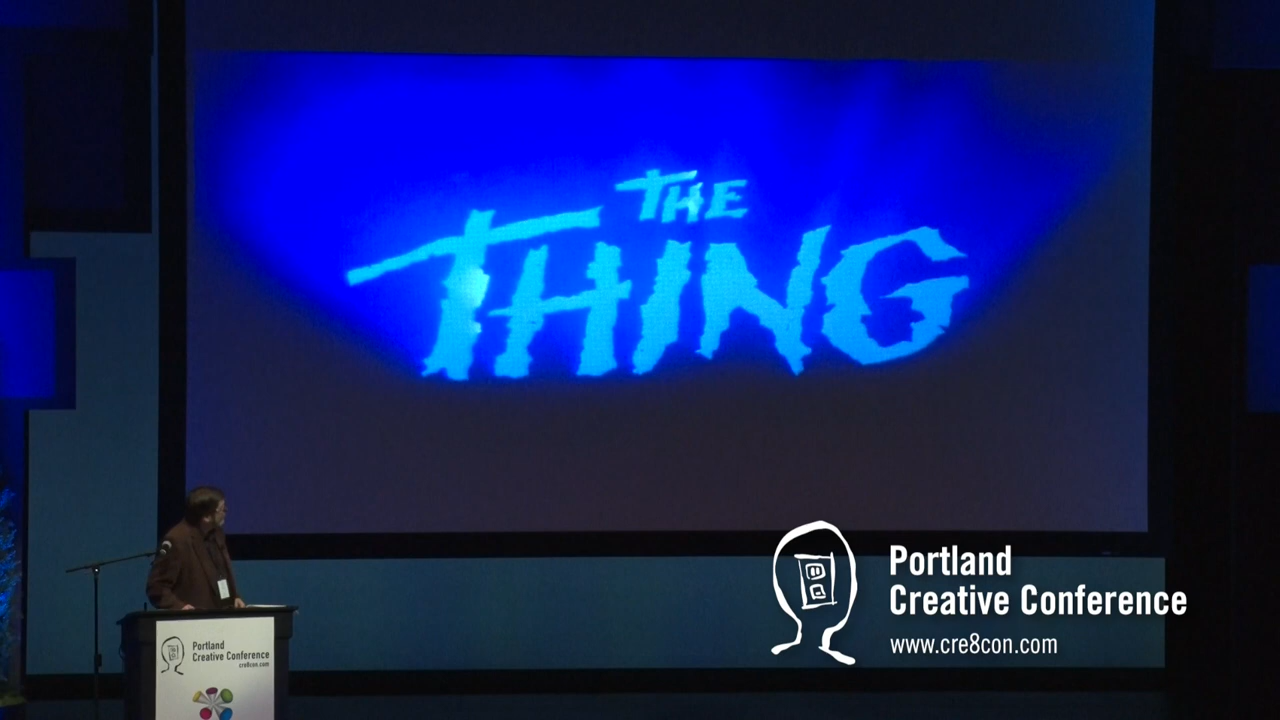 THE
THING
Portland
Creative Conference
www.cre8con.com
Portland
Creative Conference
cre8con.com